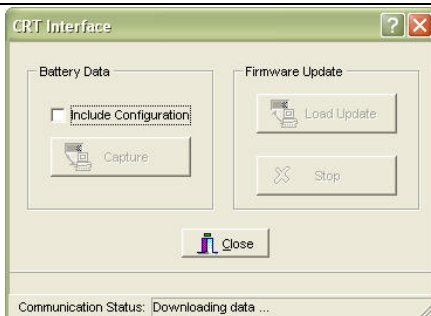 CRT Interface
Battery Data
Include Configuration
Capture
Firmware Update
Load Update
Stop
Close
Communication Status: Downloading data ...